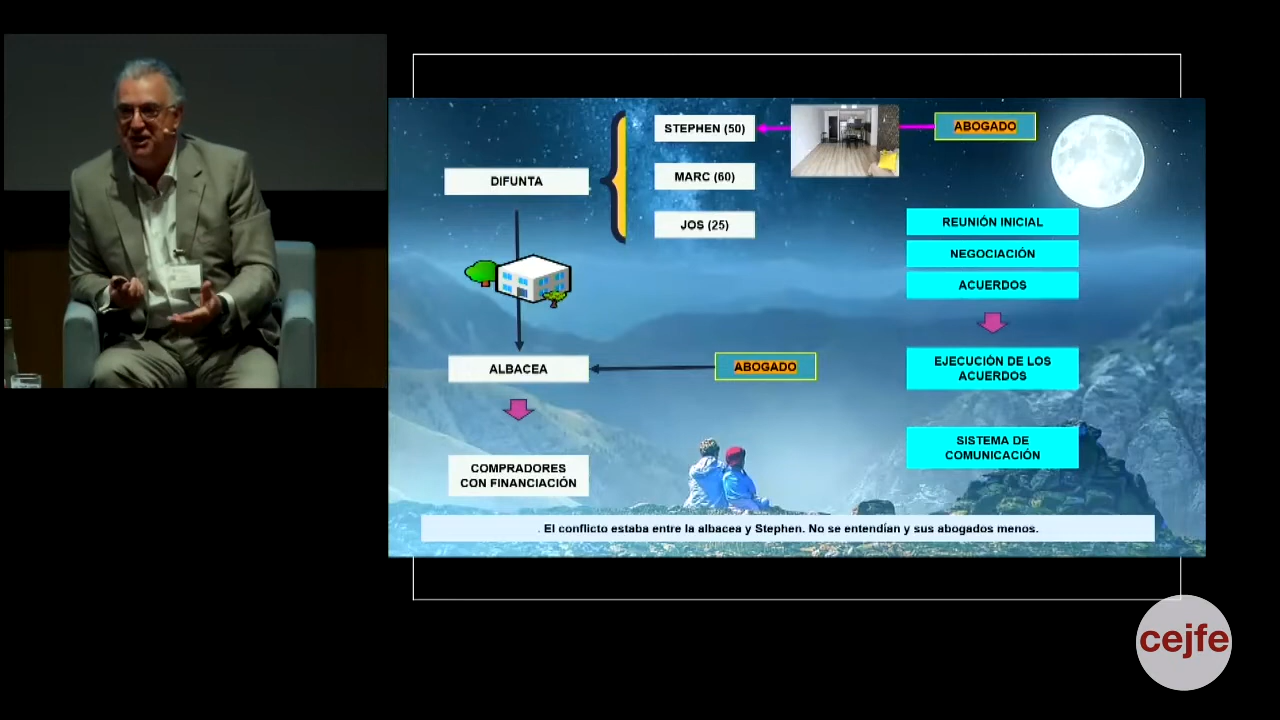 STEPHEN (50)
ABOGADO
DIFUNTA
MARC (60)
JOS (25)
REUNIÓN INICIAL
NEGOCIACIÓN
ACUERDOS
ALBACEA
ABOGADO
EJECUCIÓN DE LOS
ACUERDOS
SISTEMA DE
COMUNICACIÓN
COMPRADORES
CON FINANCIACIÓN
. El conflicto estaba entre la albacea y Stephen. No se entendían y sus abogados menos.
cejfe